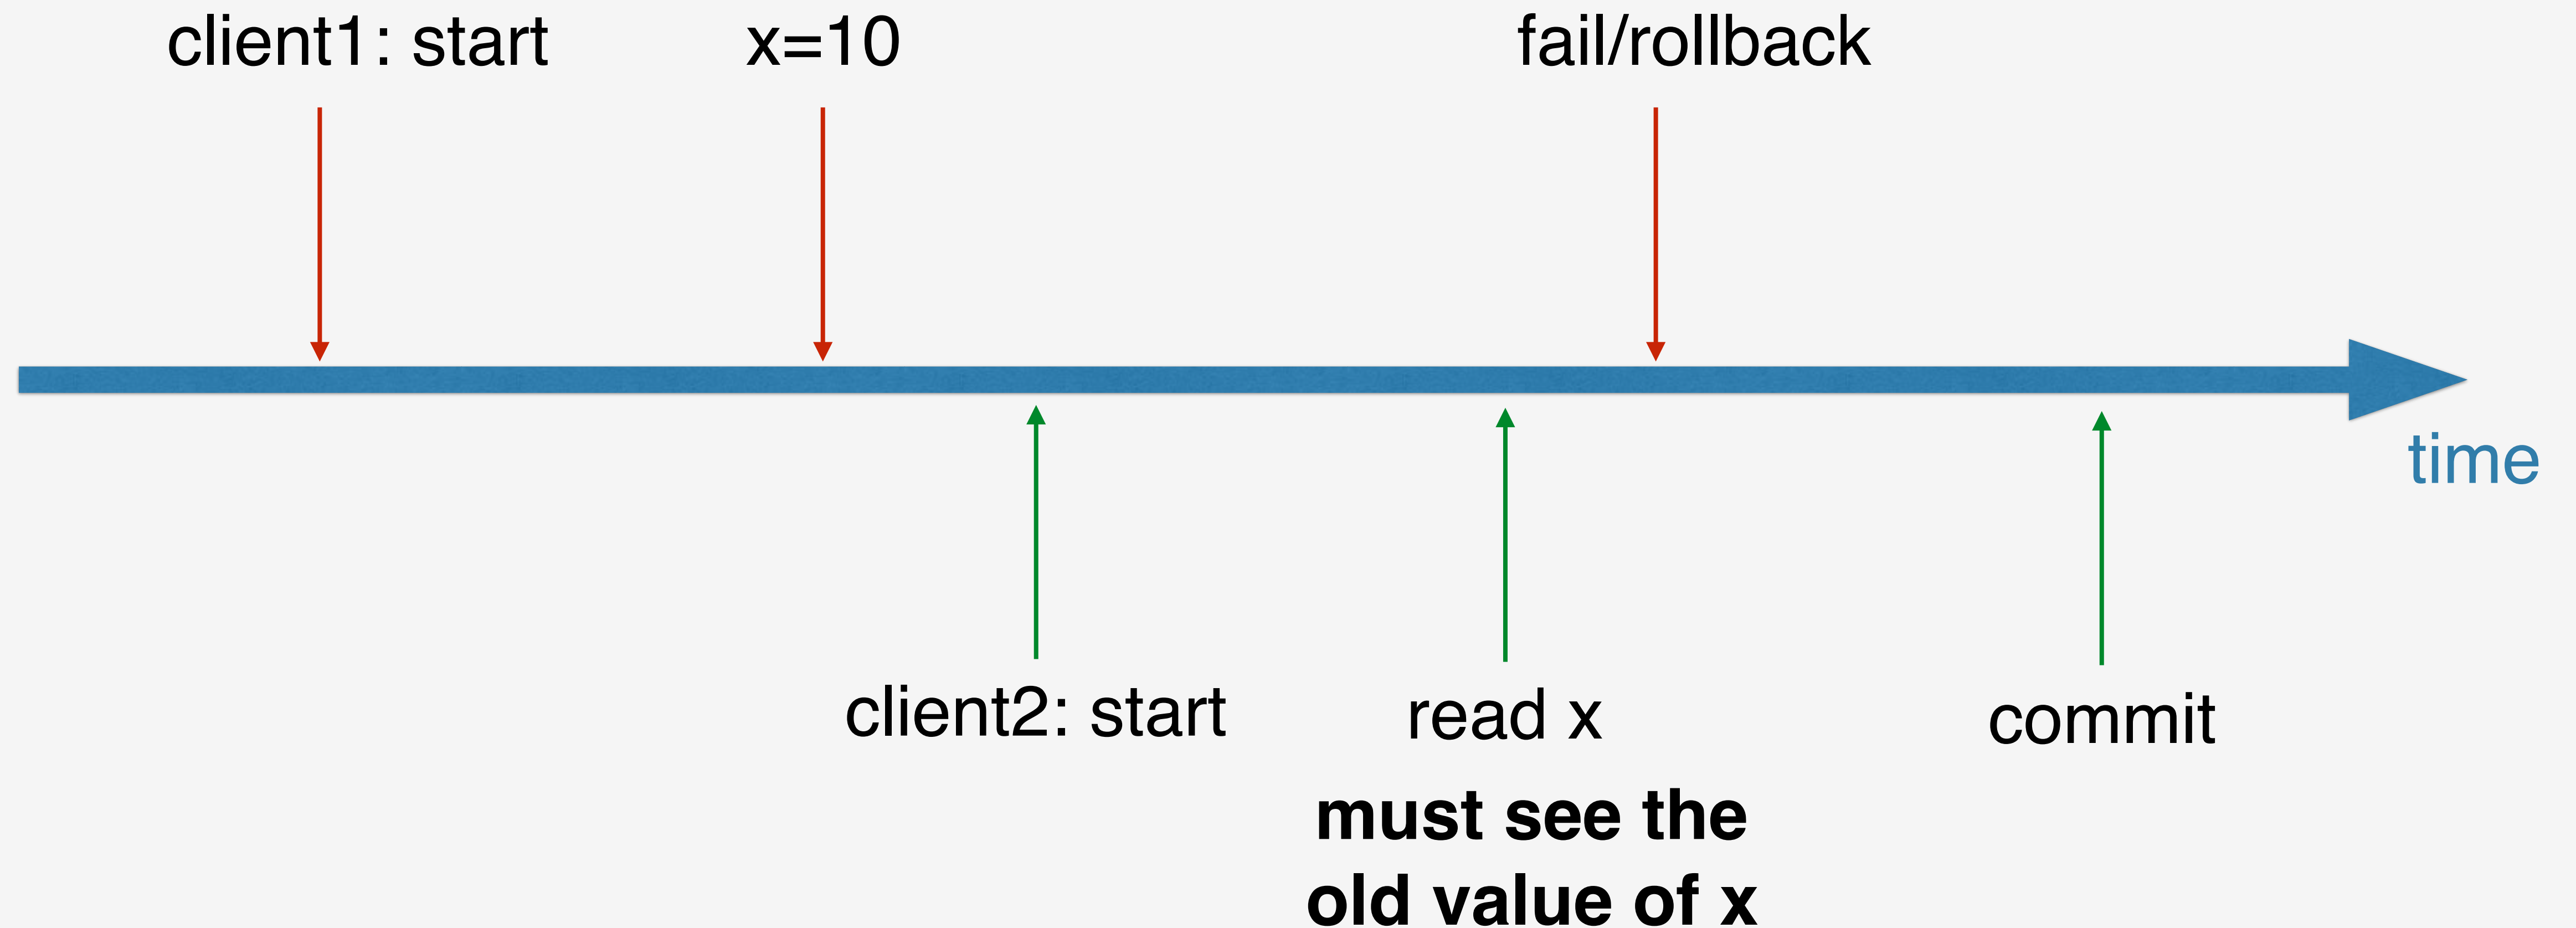 client1: start
x=10
fail/rollback
time
client2: start
read x
commit
must see the
old value of x